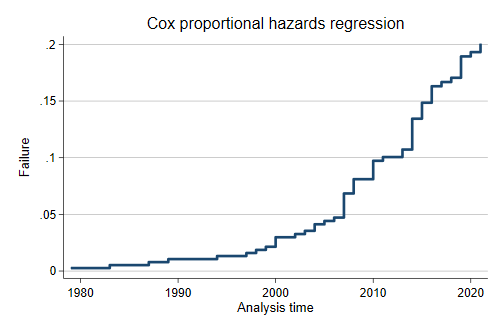 Cox proportional hazards regression
.2
.15
.1
.05
0
Failure
1980 1990 2000 2010 2020
Analysis time